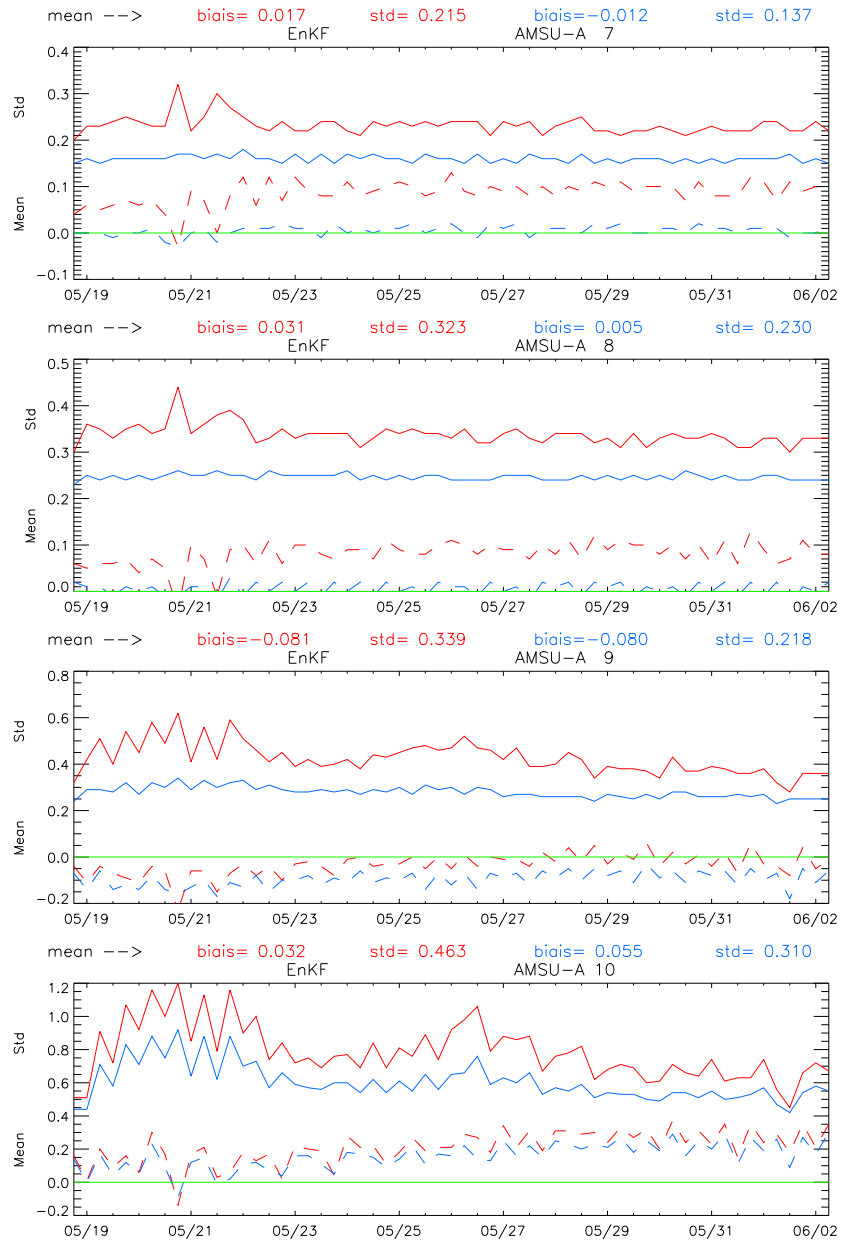 mean --> biais= 0.017 std= 0.215 biais=-0.012 std= 0.137
EnKF AMSU-A 7
0.4
0.3
0.2
0.1
0.0
-0.1
Std
Mean
05/19 05/21 05/23 05/25 05/27 05/29 05/31 06/02
mean --> biais= 0.031 std= 0.323 biais= 0.005 std= 0.230
EnKF AMSU-A 8
0.5
0.4
0.3
0.2
0.1
0.0
Std
Mean
05/19 05/21 05/23 05/25 05/27 05/29 05/31 06/02
mean --> biais=-0.081 std= 0.339 biais=-0.080 std= 0.218
EnKF AMSU-A 9
0.8
0.6
0.4
0.2
0.0
-0.2
Std
Mean
05/19 05/21 05/23 05/25 05/27 05/29 05/31 06/02
mean --> biais= 0.032 std= 0.463 biais= 0.055 std= 0.310
EnKF AMSU-A 10
1.2
1.0
0.8
0.6
0.4
0.2
0.0
-0.2
Std
Mean
05/19 05/21 05/23 05/25 05/27 05/29 05/31 06/02